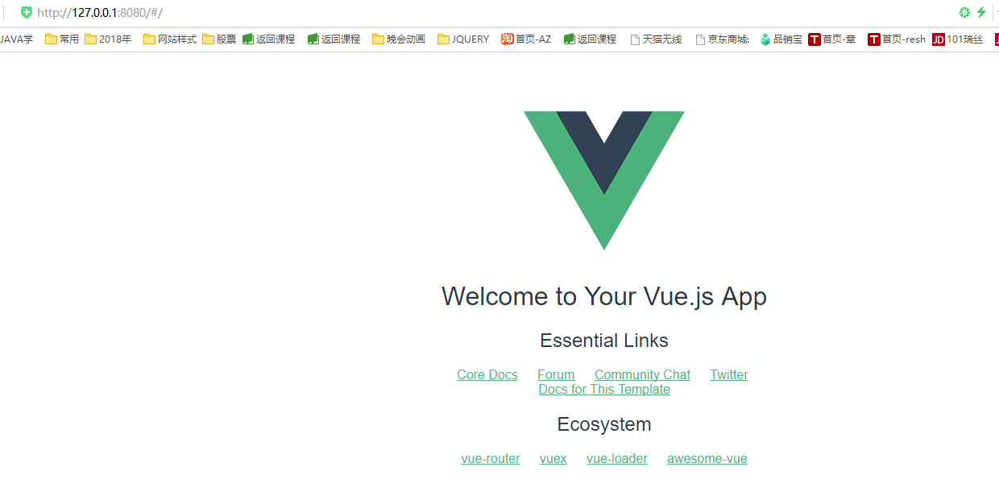 http://127.0.0.1:8080/#/
JAVA学 常用 2018年 网站样式 股票 返回课程 返回课程 晚会动画 JQUERY 首页-AZ 返回课程 天猫无线 京东商城: 品销宝 首页-章 首页-resh 101瑞丝
Welcome to Your Vue.js App
Essential Links
Core Docs Forum Community Chat Twitter
Docs for This Template
Ecosystem
vue-router vuex vue-loader awesome-vue